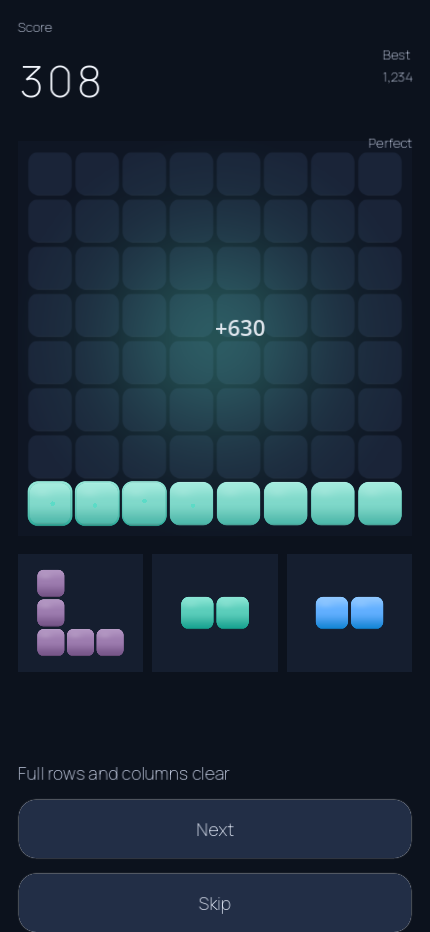 Score
308
Best
1,234
Perfect
+630
Full rows and columns clear
Next
Skip